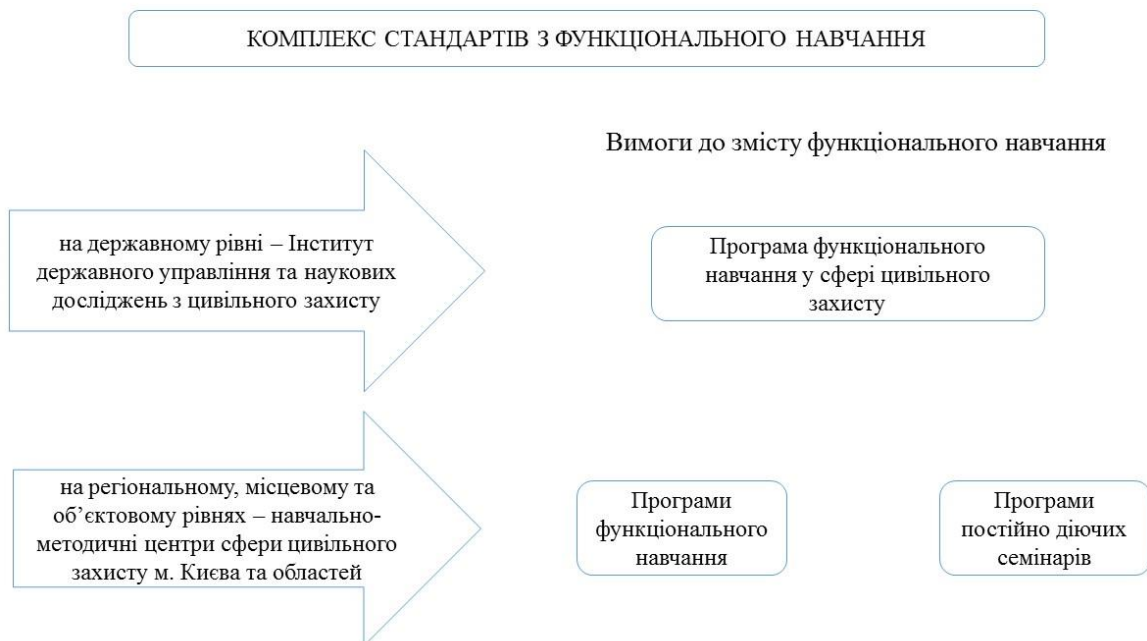 КОМПЛЕКС СТАНДАРТІВ З ФУНКЦІОНАЛЬНОГО НАВЧАННЯ
Вимоги до змісту функціонального навчання
на державному рівні – Інститут
державного управління та наукових
досліджень з цивільного захисту
Програма функціонального
навчання у сфері цивільного
захисту
на регіональному, місцевому та
об’єктовому рівнях – навчально-
методичні центри сфери цивільного
захисту м. Києва та областей
Програми
функціонального
навчання
Програми
постійно діючих
семінарів